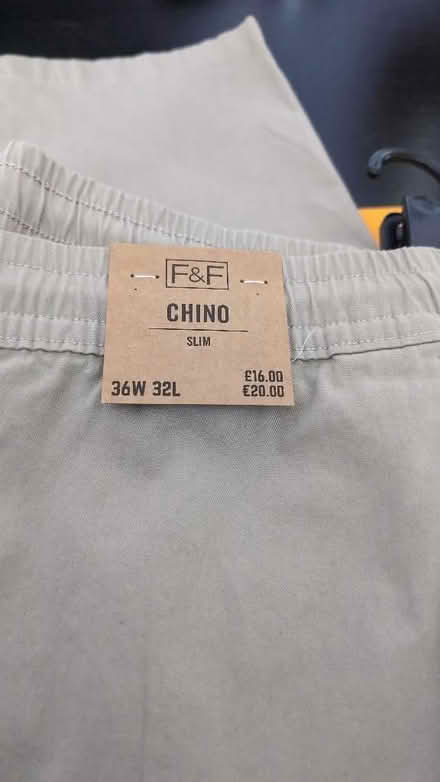 F&F
CHINO
SLIM
36W 32L
£16.00
€20.00